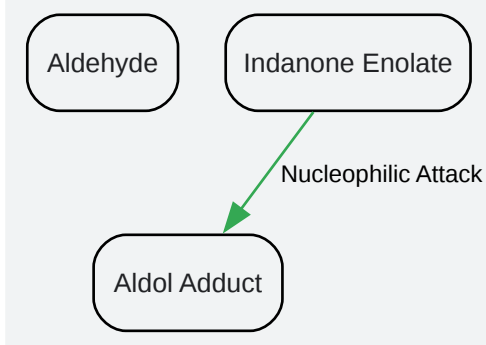 Aldehyde
Indanone Enolate
Nucleophilic Attack
Aldol Adduct